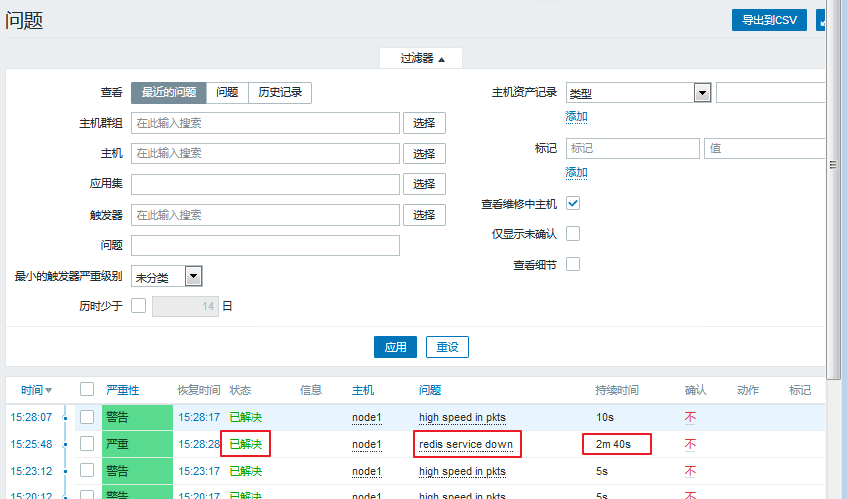 问题
导出到CSV
过滤器
查看 最近的问题 问题 历史记录
主机群组 在此输入搜索 选择
主机 在此输入搜索 选择
应用集 选择
触发器 在此输入搜索 选择
问题
最小的触发器严重级别 未分类
历时少于 14 日
主机资产记录 类型
添加
标记 标记 值
添加
查看维修中主机
仅显示未确认
查看细节
应用 重设
时间 严重性 恢复时间 状态 信息 主机 问题 持续时间 确认 动作 标记
15:28:07 警告 15:28:17 已解决 node1 high speed in pkts 10s 不
15:25:48 严重 15:28:28 已解决 node1 redis service down 2m 40s 不
15:23:12 警告 15:23:17 已解决 node1 high speed in pkts 5s 不
15:20:12 警告 15:20:17 已解决 node1 high speed in pkts 5s 不